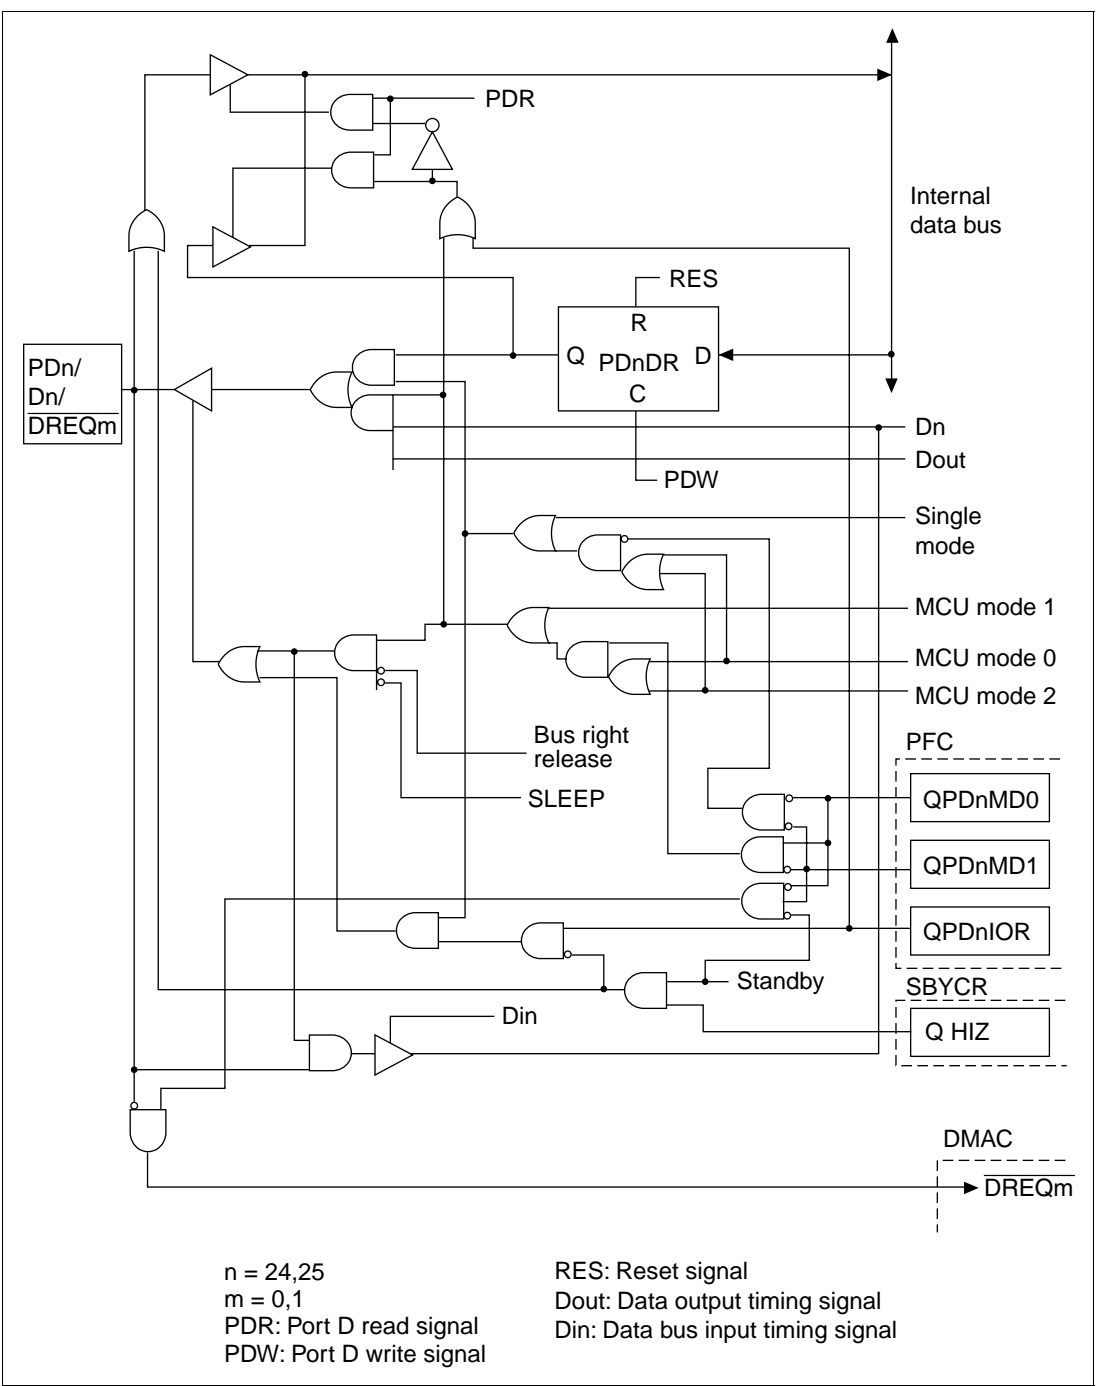 PDR
Internal
data bus
RES
R
Q PDnDR D
C
PDn/
Dn/
DREQm
Dn
Dout
PDW
Single
mode
MCU mode 1
MCU mode 0
MCU mode 2
Bus right
release
SLEEP
PFC
QPDnMD0
QPDnMD1
QPDnIOR
Standby
SBYCR
Q HIZ
Din
DMAC
DREQm
n = 24,25
m = 0,1
PDR: Port D read signal
PDW: Port D write signal
RES: Reset signal
Dout: Data output timing signal
Din: Data bus input timing signal